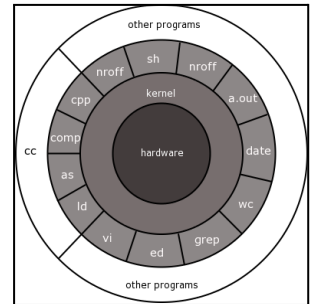 other programs
nroff
sh
nroff
cpp
kernel
a.out
comp
cc
hardware
date
as
ld
wc
vi
ed
grep
other programs